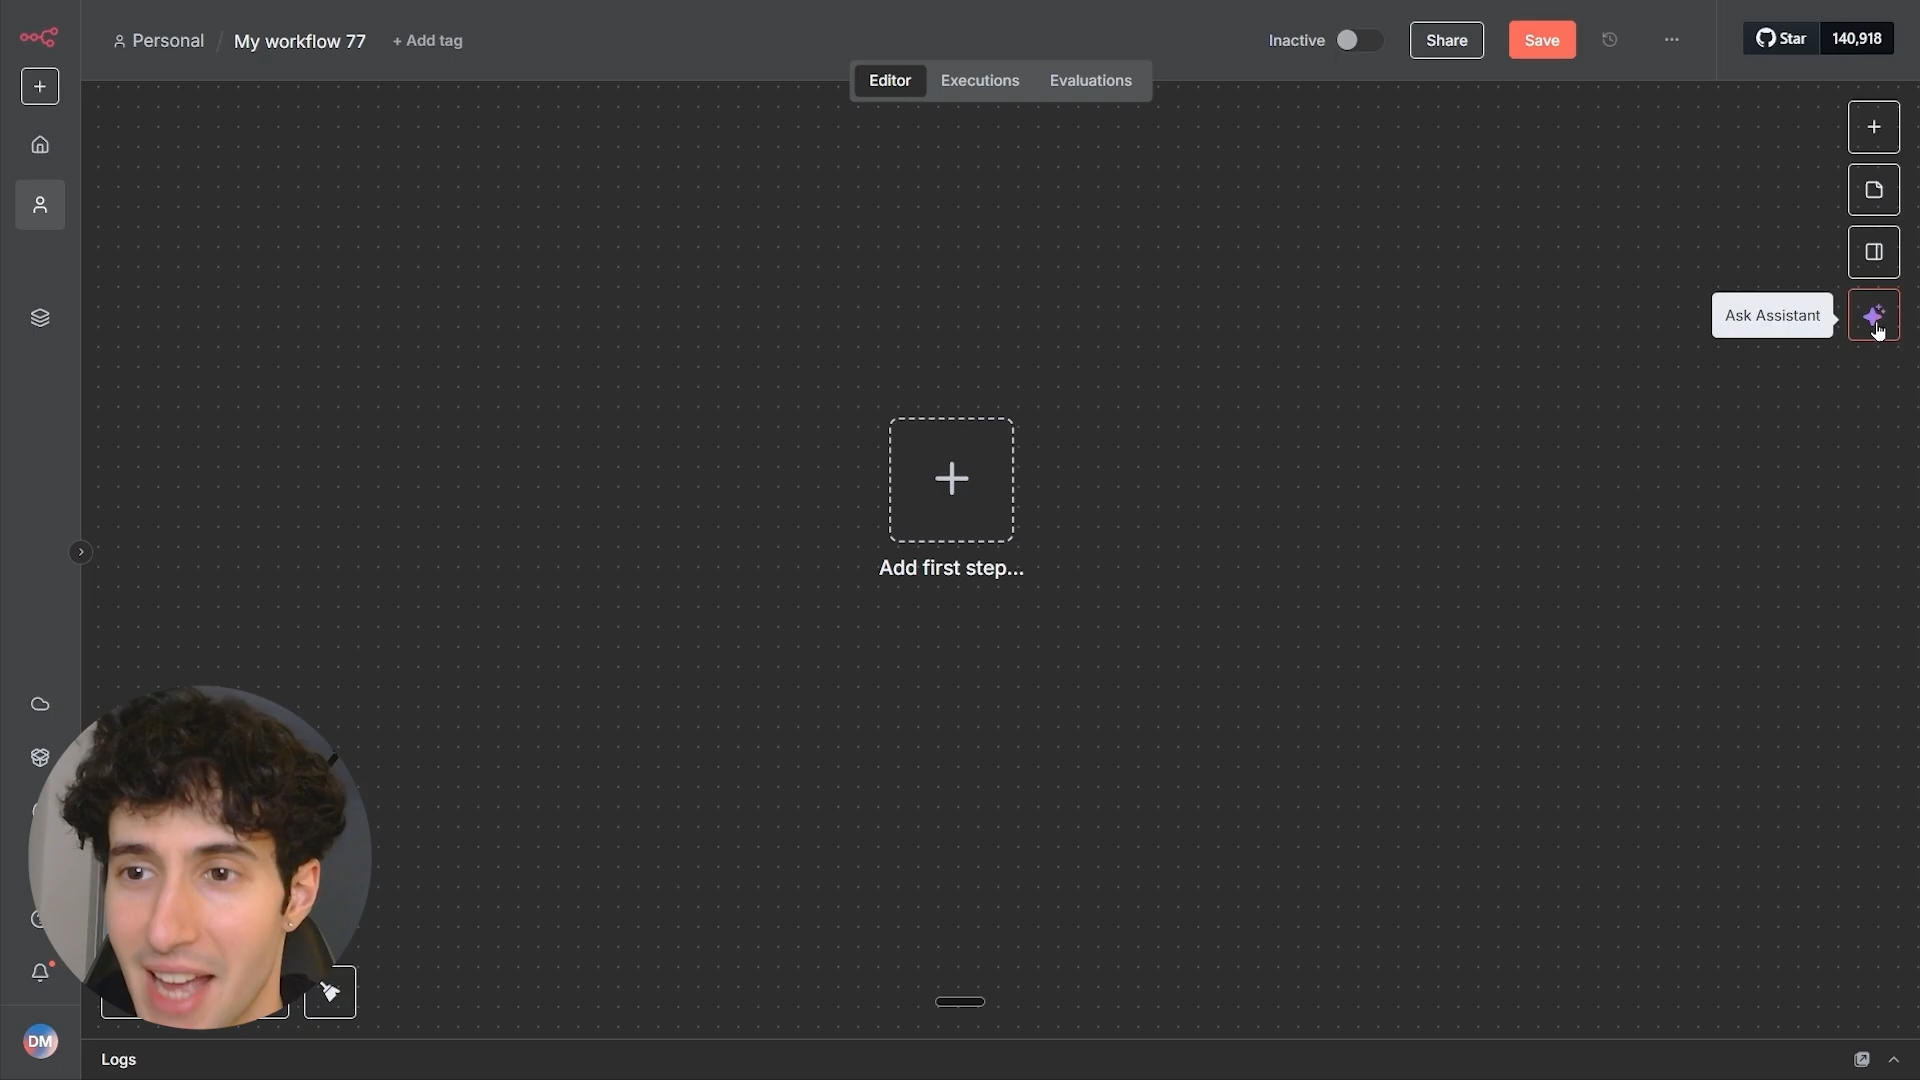 Personal / My workflow 77 + Add tag
Inactive
Share
Save
Star 140,918
Editor Executions Evaluations
Ask Assistant
Add first step...
DM
Logs